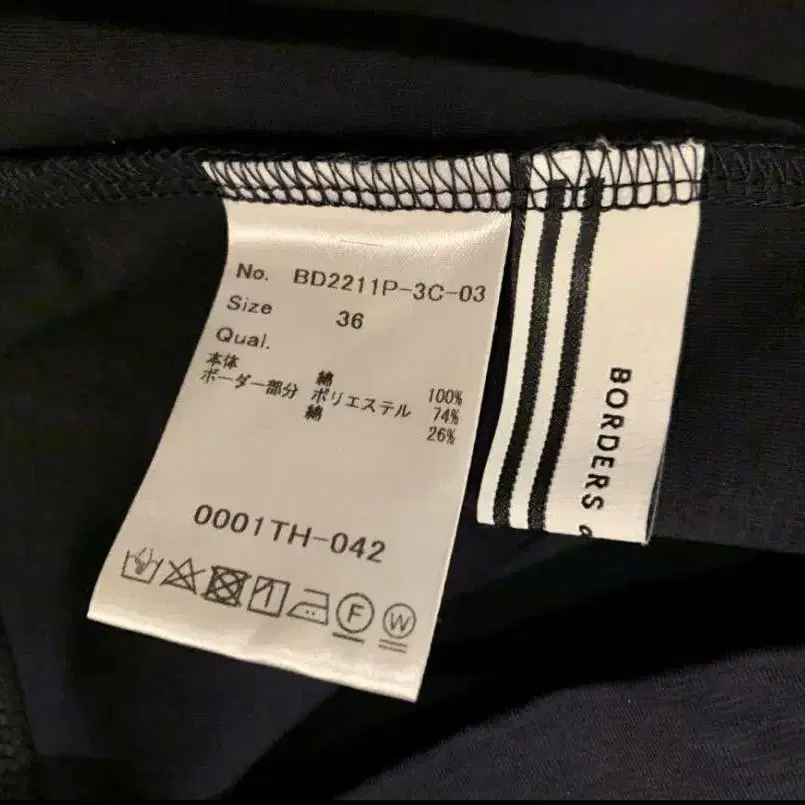 No. BD2211P-3C-03
Size 36
Qual.
本体 綿 100%
ボーダー部分 ポリエステル 74%
綿 26%
0001TH-042
F W
BORDERS